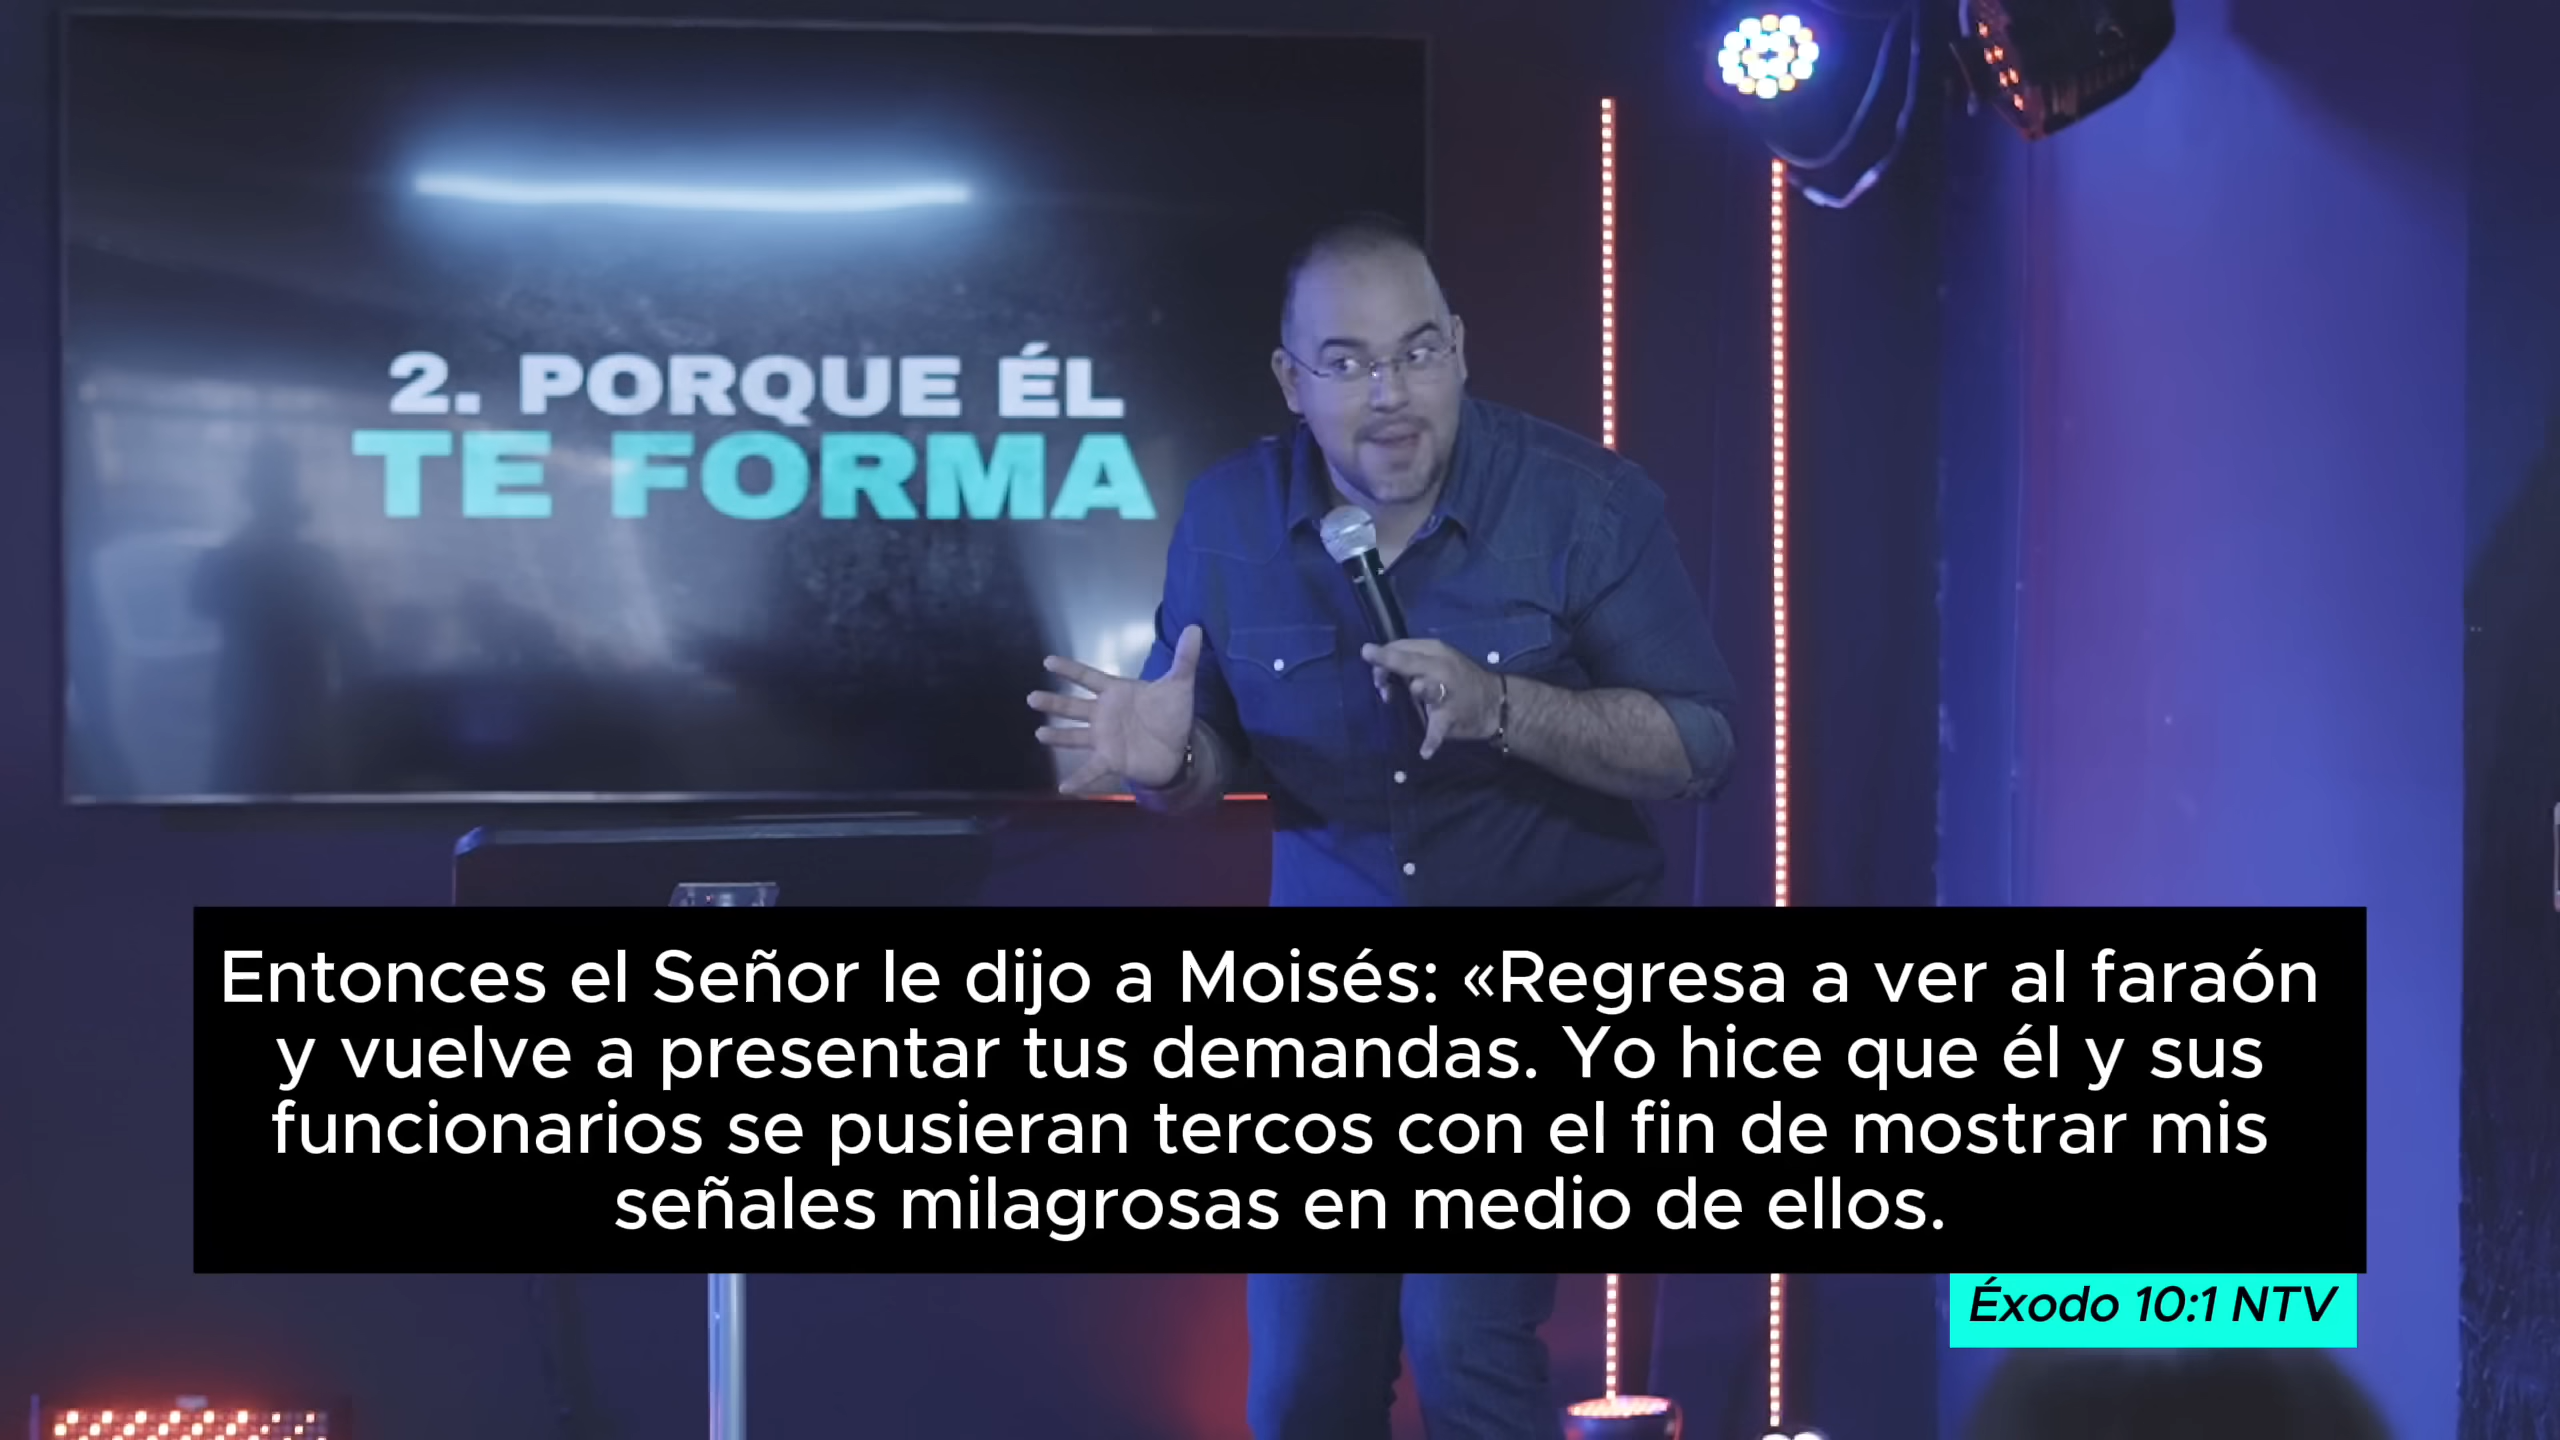 2. PORQUE ÉL
TE FORMA
Entonces el Señor le dijo a Moisés: «Regresa a ver al faraón
y vuelve a presentar tus demandas. Yo hice que él y sus
funcionarios se pusieran tercos con el fin de mostrar mis
señales milagrosas en medio de ellos.
Éxodo 10:1 NTV